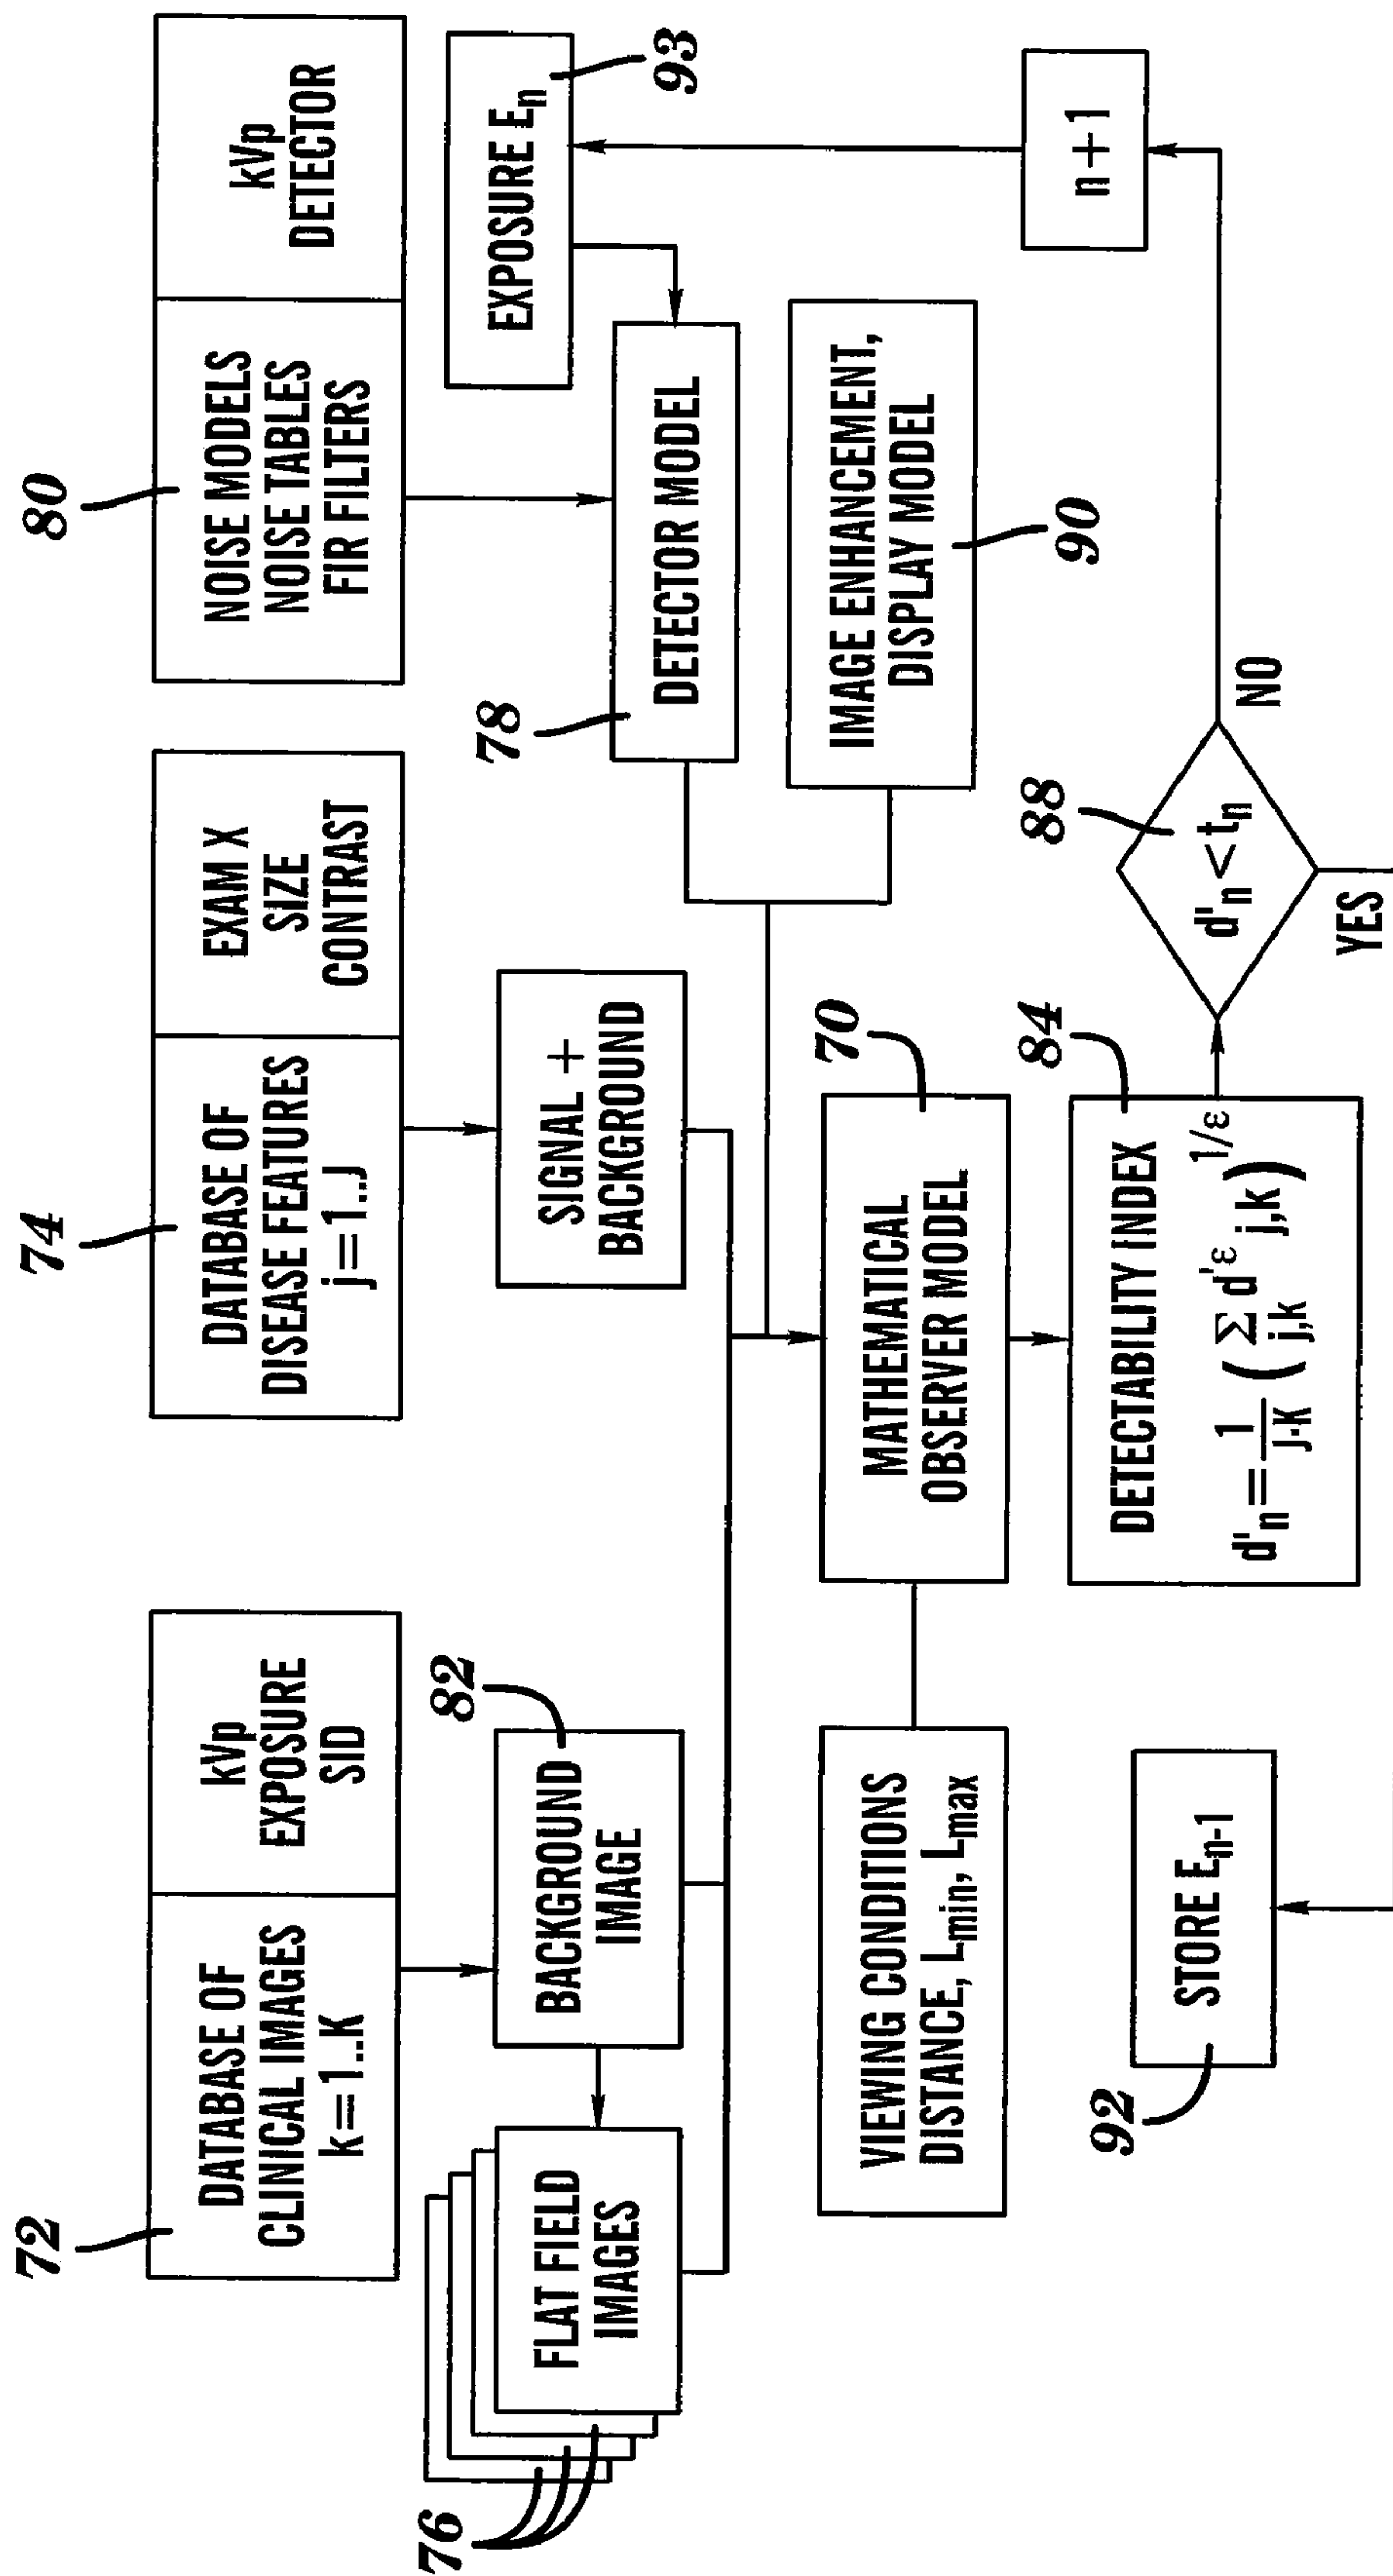 72
DATABASE OF
CLINICAL IMAGES
k=1..K
kVp
EXPOSURE
SID
74
DATABASE OF
DISEASE FEATURES
j=1..J
EXAM X
SIZE
CONTRAST
80
NOISE MODELS
NOISE TABLES
FIR FILTERS
kVp
DETECTOR
76
FLAT FIELD
IMAGES
82
BACKGROUND
IMAGE
SIGNAL +
BACKGROUND
EXPOSURE En
93
78
DETECTOR MODEL
IMAGE ENHANCEMENT,
DISPLAY MODEL
90
VIEWING CONDITIONS
DISTANCE, Lmin, Lmax
70
MATHEMATICAL
OBSERVER MODEL
84
DETECTABILITY INDEX
d'n = 1/J·K ( Σ j,k d'ε j,k ) 1/ε
88
d'n < tn
NO
YES
n+1
92
STORE En-1